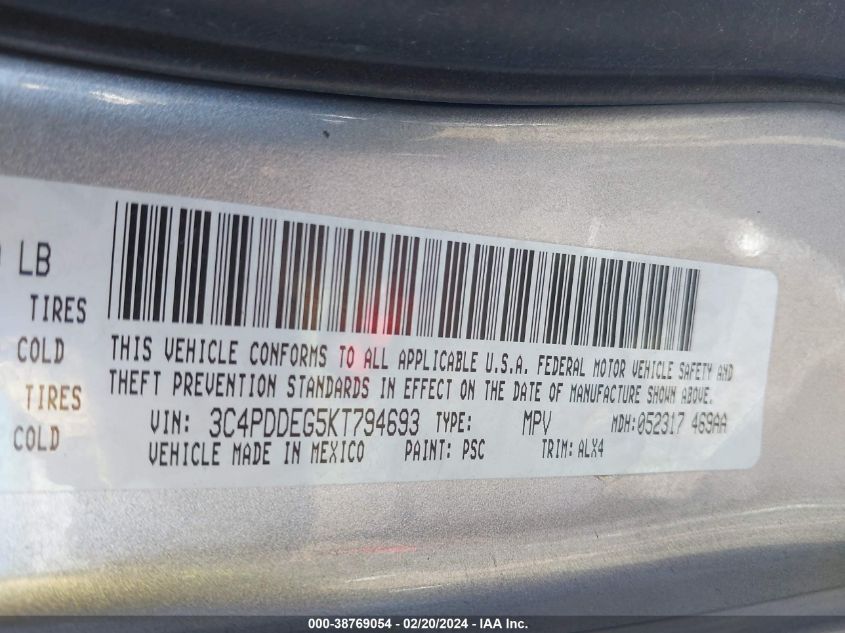 LB
TIRES
COLD
TIRES
COLD
THIS VEHICLE CONFORMS TO ALL APPLICABLE U.S.A. FEDERAL MOTOR VEHICLE SAFETY AND
THEFT PREVENTION STANDARDS IN EFFECT ON THE DATE OF MANUFACTURE SHOWN ABOVE.
VIN: 3C4PDDEG5KT794693 TYPE: MPV MDH: 052317 469AA
VEHICLE MADE IN MEXICO PAINT: PSC TRIM: ALX4
000-38769054 - 02/20/2024 - IAA Inc.